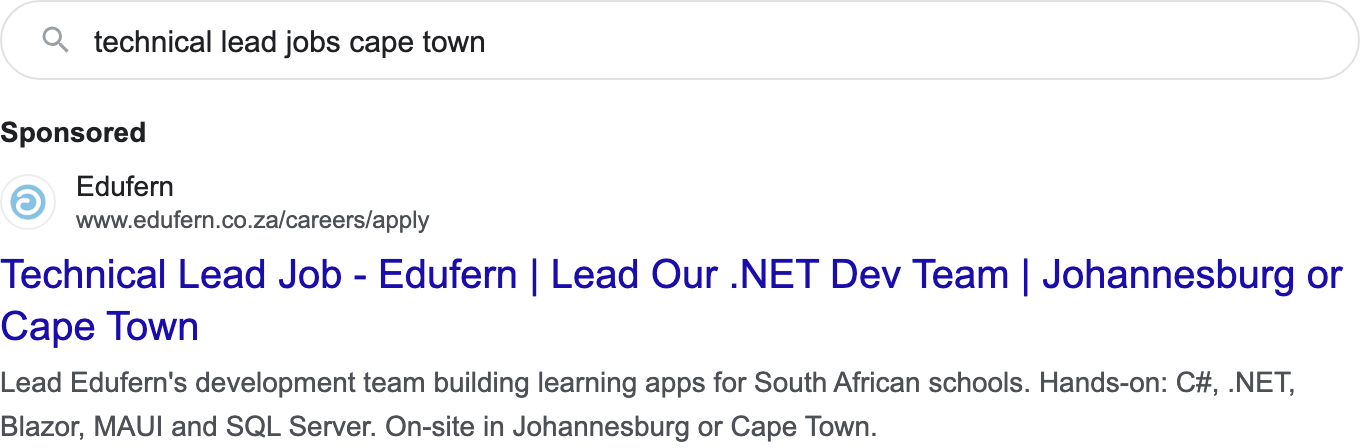 technical lead jobs cape town
Sponsored
Edufern
www.edufern.co.za/careers/apply
Technical Lead Job - Edufern | Lead Our .NET Dev Team | Johannesburg or
Cape Town
Lead Edufern's development team building learning apps for South African schools. Hands-on: C#, .NET,
Blazor, MAUI and SQL Server. On-site in Johannesburg or Cape Town.